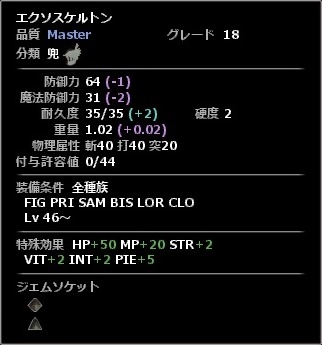 エクソスケルトン
品質 Master グレード 18
分類 兜
防御力 64 (-1)
魔法防御力 31 (-2)
耐久度 35/35 (+2) 硬度 2
重量 1.02 (+0.02)
物理属性 斬40 打40 突20
付与許容値 0/44
装備条件 全種族
FIG PRI SAM BIS LOR CLO
Lv 46～
特殊効果 HP+50 MP+20 STR+2
VIT+2 INT+2 PIE+5
ジェムソケット